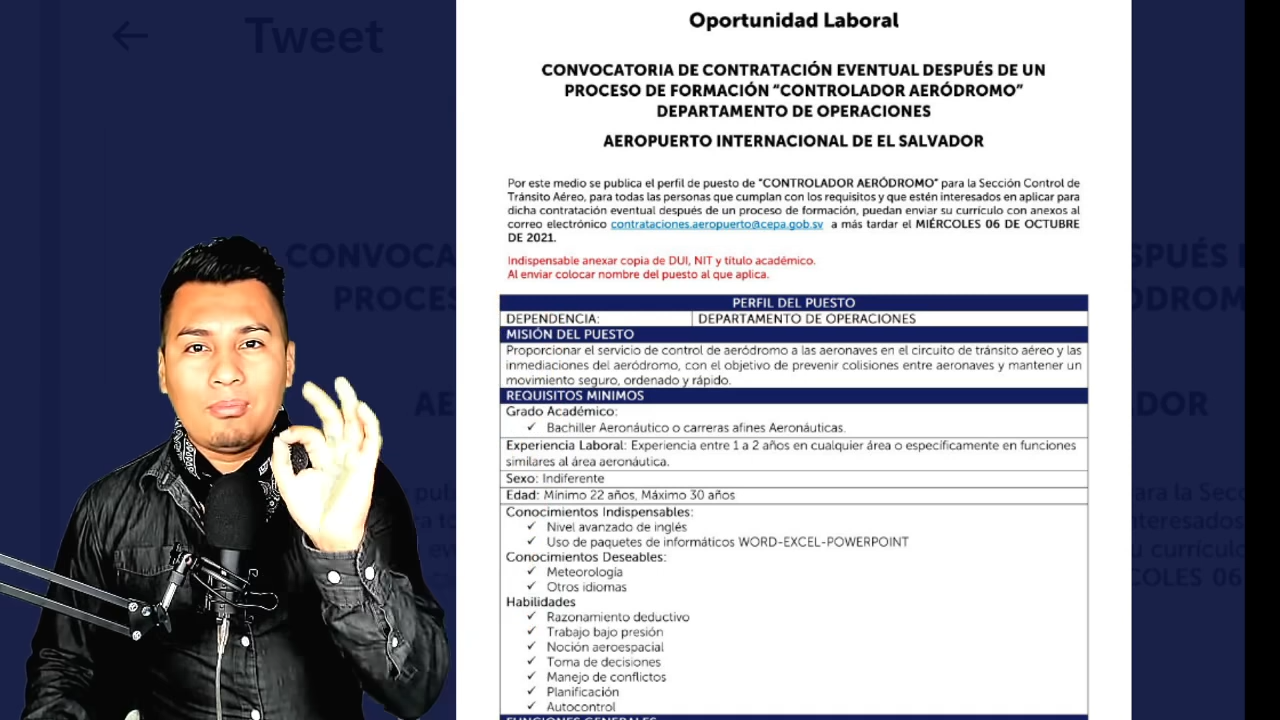 Tweet
Oportunidad Laboral
CONVOCATORIA DE CONTRATACIÓN EVENTUAL DESPUÉS DE UN
PROCESO DE FORMACIÓN “CONTROLADOR AERÓDROMO”
DEPARTAMENTO DE OPERACIONES
AEROPUERTO INTERNACIONAL DE EL SALVADOR
Por este medio se publica el perfil de puesto de “CONTROLADOR AERÓDROMO” para la Sección Control de
Tránsito Aéreo, para todas las personas que cumplan con los requisitos y que estén interesados en aplicar para
dicha contratación eventual después de un proceso de formación, puedan enviar su currículo con anexos al
correo electrónico contrataciones.aeropuerto@cepa.gob.sv a más tardar el MIÉRCOLES 06 DE OCTUBRE
DE 2021.
Indispensable anexar copia de DUI, NIT y título académico.
Al enviar colocar nombre del puesto al que aplica.
PERFIL DEL PUESTO
DEPENDENCIA: DEPARTAMENTO DE OPERACIONES
MISIÓN DEL PUESTO
Proporcionar el servicio de control de aeródromo a las aeronaves en el circuito de tránsito aéreo y las
inmediaciones del aeródromo, con el objetivo de prevenir colisiones entre aeronaves y mantener un
movimiento seguro, ordenado y rápido.
REQUISITOS MINIMOS
Grado Académico:
✓ Bachiller Aeronáutico o carreras afines Aeronáuticas.
Experiencia Laboral: Experiencia entre 1 a 2 años en cualquier área o específicamente en funciones
similares al área aeronáutica.
Sexo: Indiferente
Edad: Mínimo 22 años, Máximo 30 años
Conocimientos Indispensables:
✓ Nivel avanzado de inglés
✓ Uso de paquetes de informáticos WORD-EXCEL-POWERPOINT
Conocimientos Deseables:
✓ Meteorología
✓ Otros idiomas
Habilidades
✓ Razonamiento deductivo
✓ Trabajo bajo presión
✓ Noción aeroespacial
✓ Toma de decisiones
✓ Manejo de conflictos
✓ Planificación
✓ Autocontrol
FUNCIONES GENERALES